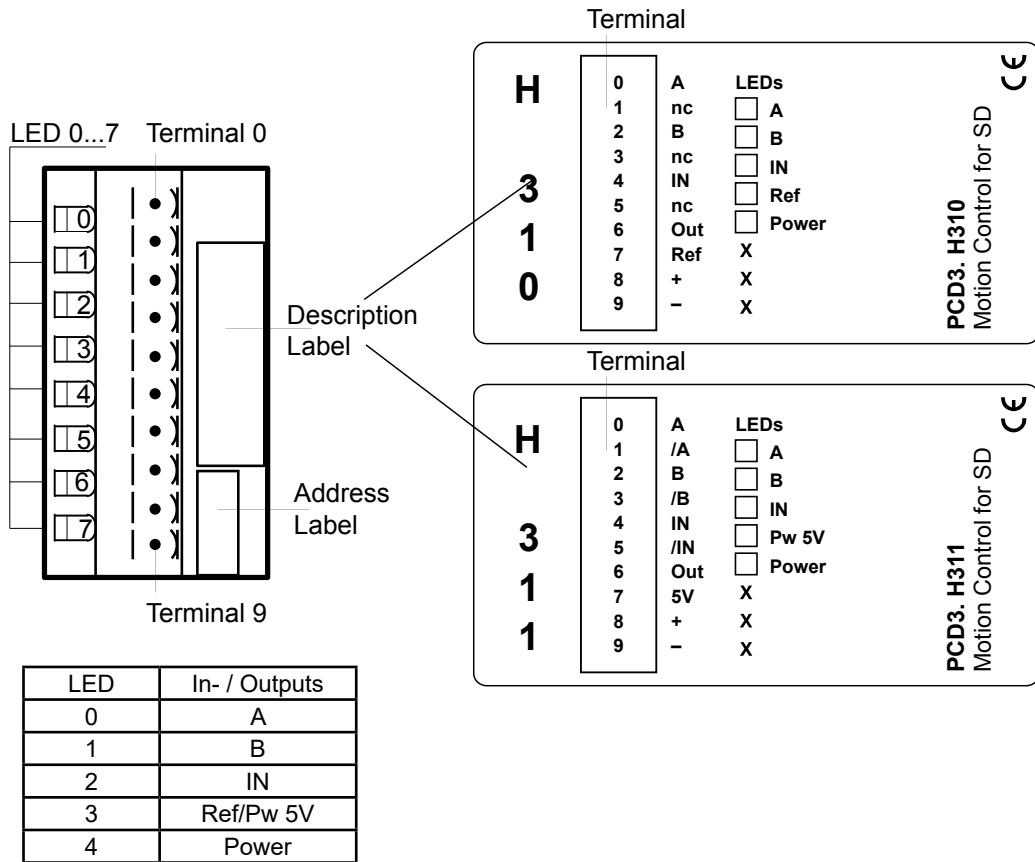 LED 0...7 Terminal 0
0
1
2
3
4
5
6
7
Terminal 9
Description
Label
Address
Label
Terminal
H
3
1
0
0 A LEDs
1 nc A
2 B B
3 nc IN
4 IN Ref
5 nc Power
6 Out X
7 Ref X
8 + X
9 –
PCD3. H310
Motion Control for SD
CE
Terminal
H
3
1
1
0 A LEDs
1 /A A
2 B B
3 /B IN
4 IN Pw 5V
5 /IN Power
6 Out X
7 5V X
8 + X
9 –
PCD3. H311
Motion Control for SD
CE
LED In- / Outputs
0 A
1 B
2 IN
3 Ref/Pw 5V
4 Power